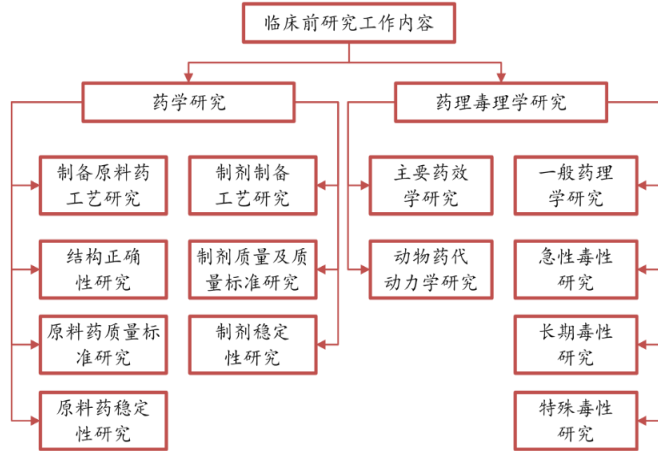 临床前研究工作内容
药学研究
药理毒理学研究
制备原料药
工艺研究
制剂制备
工艺研究
主要药效
学研究
一般药理
学研究
结构正确
性研究
制剂质量及质
量标准研究
动物药代
动力学研究
急性毒性
研究
原料药质量标
准研究
制剂稳定
性研究
长期毒性
研究
原料药稳定
性研究
特殊毒性
研究